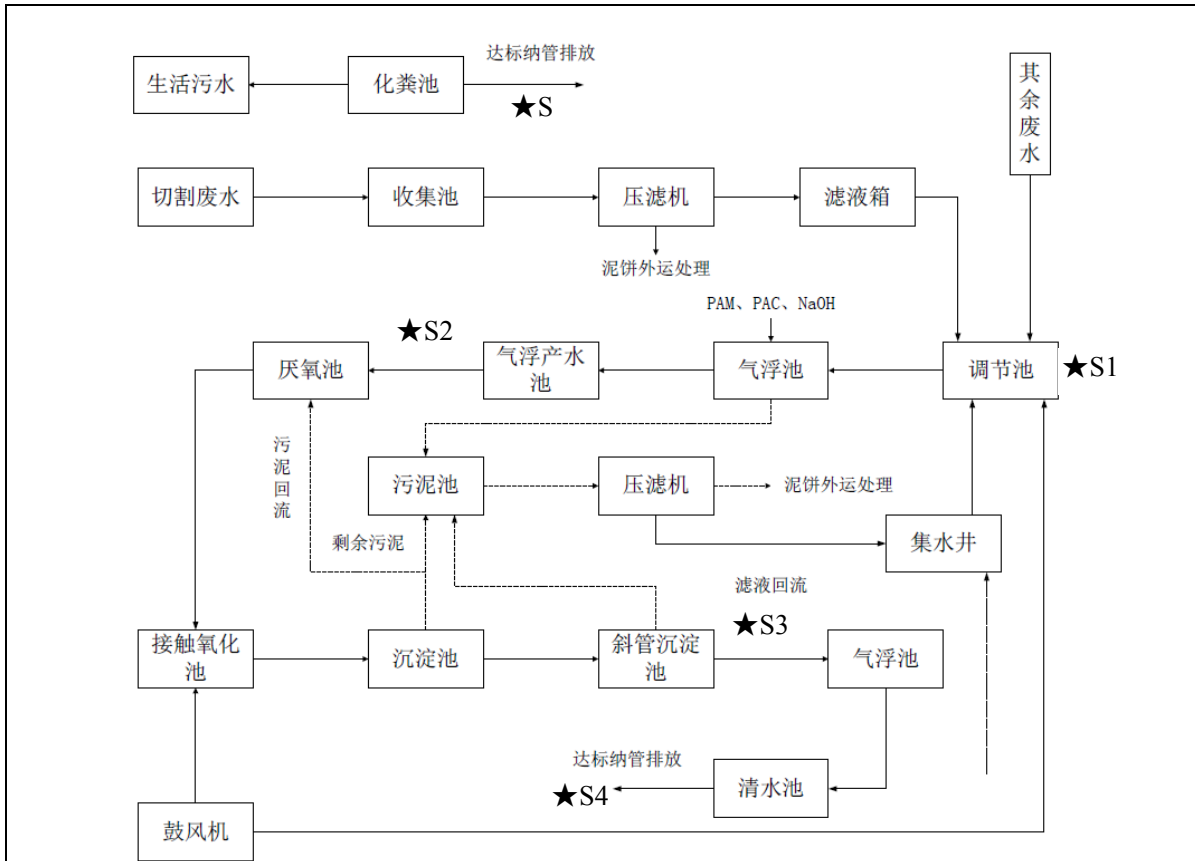 达标纳管排放
生活污水
化粪池
★S
其余废水
切割废水
收集池
压滤机
滤液箱
泥饼外运处理
PAM、PAC、NaOH
★S2
厌氧池
气浮产水
池
气浮池
调节池
★S1
污泥回流
污泥池
压滤机
泥饼外运处理
集水井
剩余污泥
滤液回流
★S3
接触氧化
池
沉淀池
斜管沉淀
池
气浮池
达标纳管排放
★S4
清水池
鼓风机